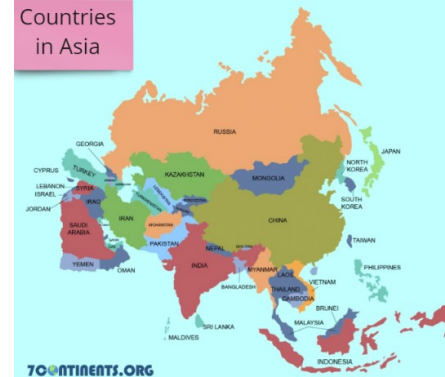 Countries
in Asia
RUSSIA
GEORGIA
KAZAKHSTAN
MONGOLIA
JAPAN
NORTH
KOREA
SOUTH
KOREA
CYPRUS
TURKEY
LEBANON
SYRIA
ISRAEL
IRAQ
JORDAN
IRAN
AFGHANISTAN
CHINA
SAUDI
ARABIA
PAKISTAN
NEPAL
TAIWAN
YEMEN
OMAN
INDIA
BANGLADESH
MYANMAR
LAOS
THAILAND
VIETNAM
CAMBODIA
PHILIPPINES
BRUNEI
SRI LANKA
MALDIVES
MALAYSIA
INDONESIA
7CONTINENTS.ORG